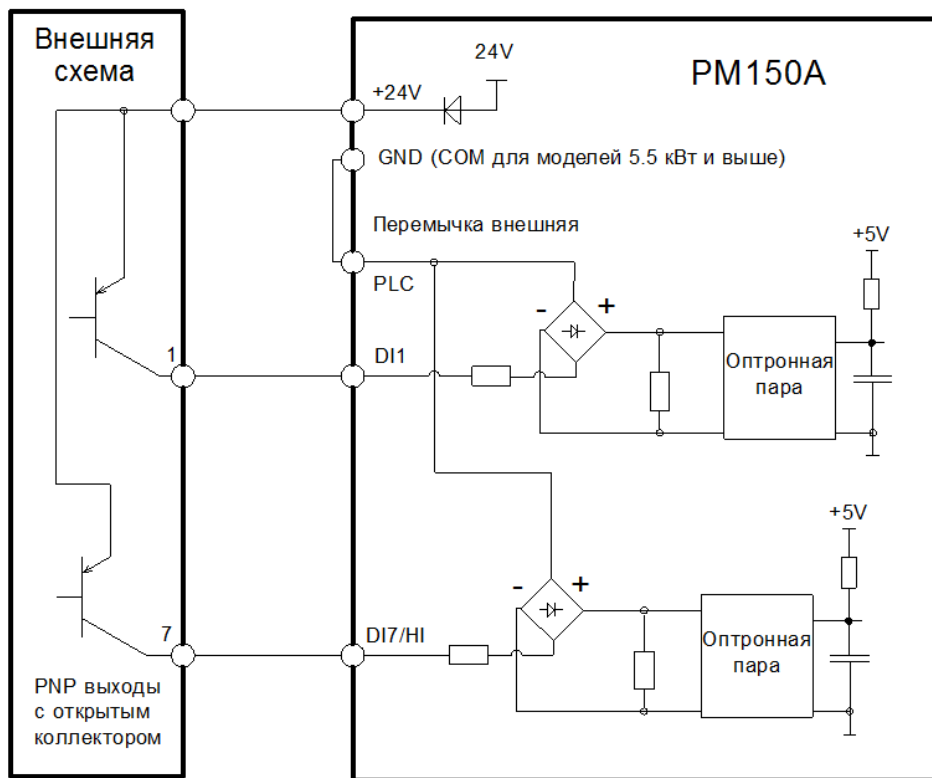 Внешняя
схема
24V
PM150A
+24V
GND (COM для моделей 5.5 кВт и выше)
Перемычка внешняя
+5V
PLC
-
+
1
DI1
Оптронная
пара
+5V
-
+
7
DI7/HI
Оптронная
пара
PNP выходы
с открытым
коллектором